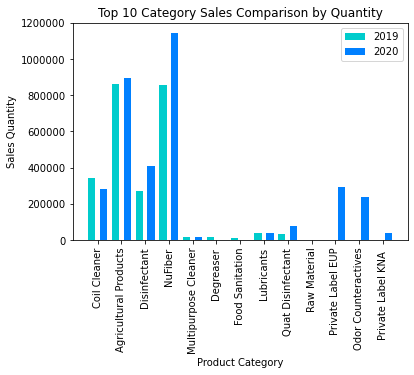 Top 10 Category Sales Comparison by Quantity
2019
2020
1200000
1000000
800000
600000
400000
200000
0
Sales Quantity
Coil Cleaner
Agricultural Products
Disinfectant
NuFiber
Multipurpose Cleaner
Degreaser
Food Sanitation
Lubricants
Quat Disinfectant
Raw Material
Private Label EUP
Odor Counteractives
Private Label KNA
Product Category